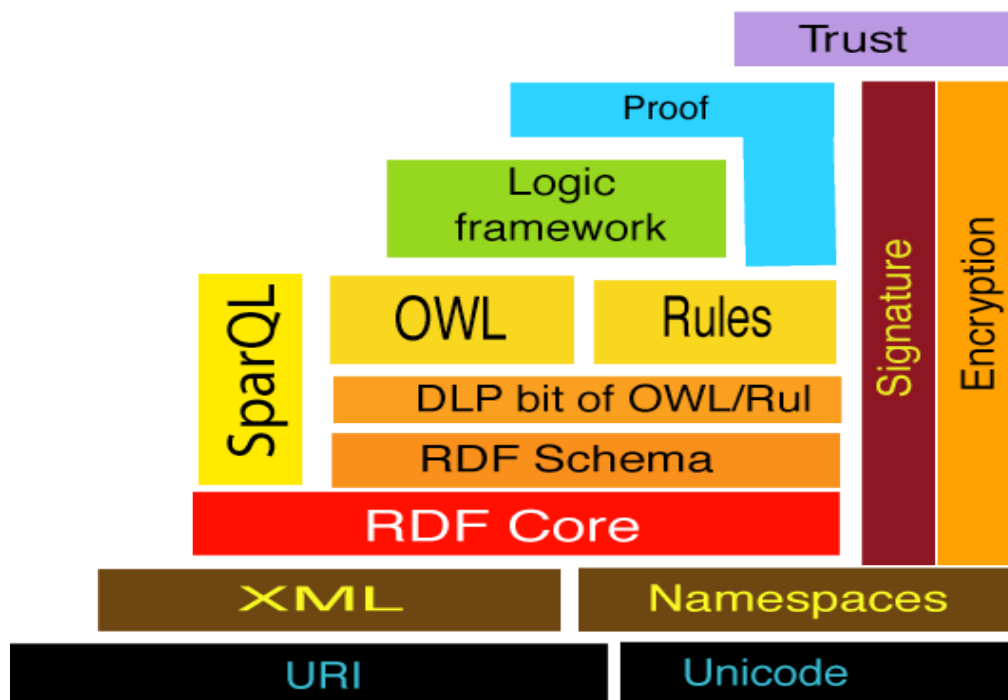 Trust
Proof
Logic
framework
SparQL
OWL
Rules
Signature
Encryption
DLP bit of OWL/Rul
RDF Schema
RDF Core
XML
Namespaces
URI
Unicode